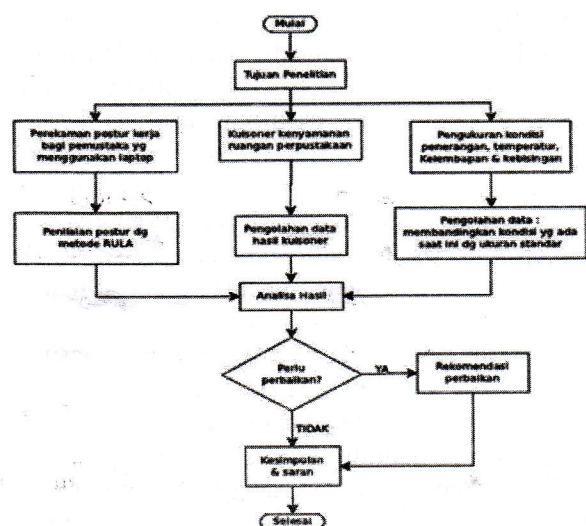 Mulai
Tujuan Penelitian
Perekaman postur kerja
bagi pemustaka yg
menggunakan laptop
Kuisoner kenyamanan
ruangan perpustakaan
Pengukuran kondisi
penerangan, temperatur,
Kelembapan & kebisingan
Penilaian postur dg
metode RULA
Pengolahan data
hasil kuisoner
Pengolahan data :
membandingkan kondisi yg ada
saat ini dg ukuran standar
Analisa Hasil
Perlu
perbaikan?
YA
Rekomendasi
perbaikan
TIDAK
Kesimpulan
& saran
Selesai